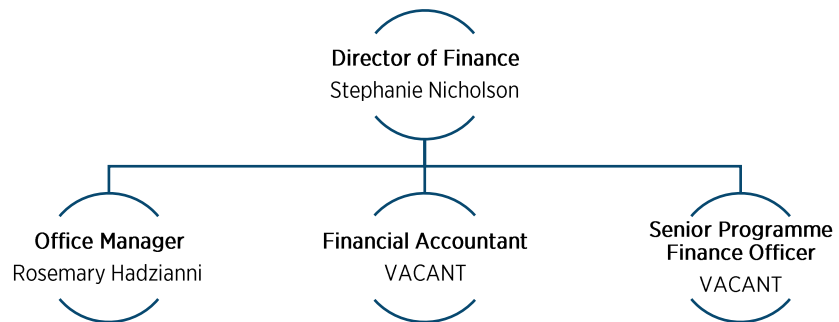 Director of Finance
Stephanie Nicholson
Office Manager
Rosemary Hadzianni
Financial Accountant
VACANT
Senior Programme
Finance Officer
VACANT